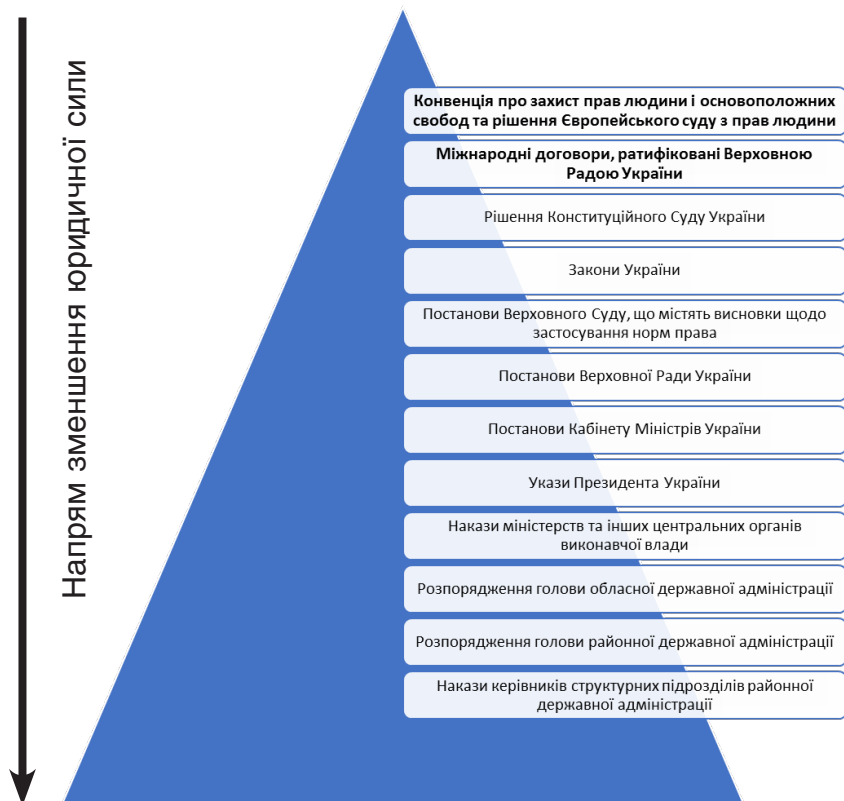 Напрям зменшення юридичної сили
Конвенція про захист прав людини і основоположних
свобод та рішення Європейського суду з прав людини
Міжнародні договори, ратифіковані Верховною
Радою України
Рішення Конституційного Суду України
Закони України
Постанови Верховного Суду, що містять висновки щодо
застосування норм права
Постанови Верховної Ради України
Постанови Кабінету Міністрів України
Укази Президента України
Накази міністерств та інших центральних органів
виконавчої влади
Розпорядження голови обласної державної адміністрації
Розпорядження голови районної державної адміністрації
Накази керівників структурних підрозділів районної
державної адміністрації